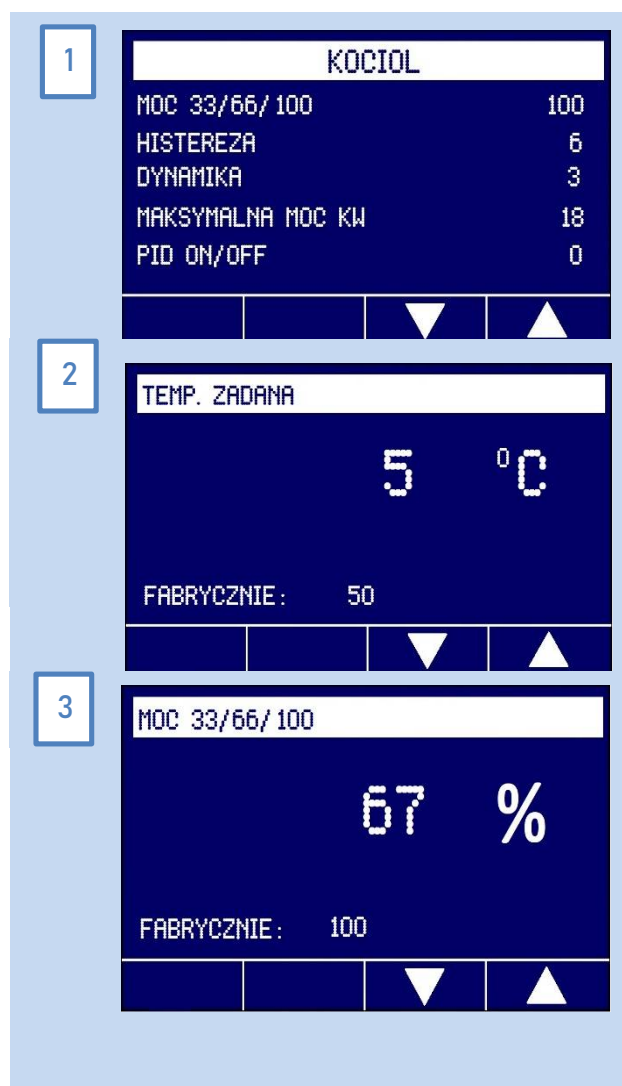 1
KOCIOL
MOC 33/66/100 100
HISTEREZA 6
DYNAMIKA 3
MAKSYMALNA MOC KW 18
PID ON/OFF 0
2
TEMP. ZADANA
5 °C
FABRYCZNIE: 50
3
MOC 33/66/100
67 %
FABRYCZNIE: 100